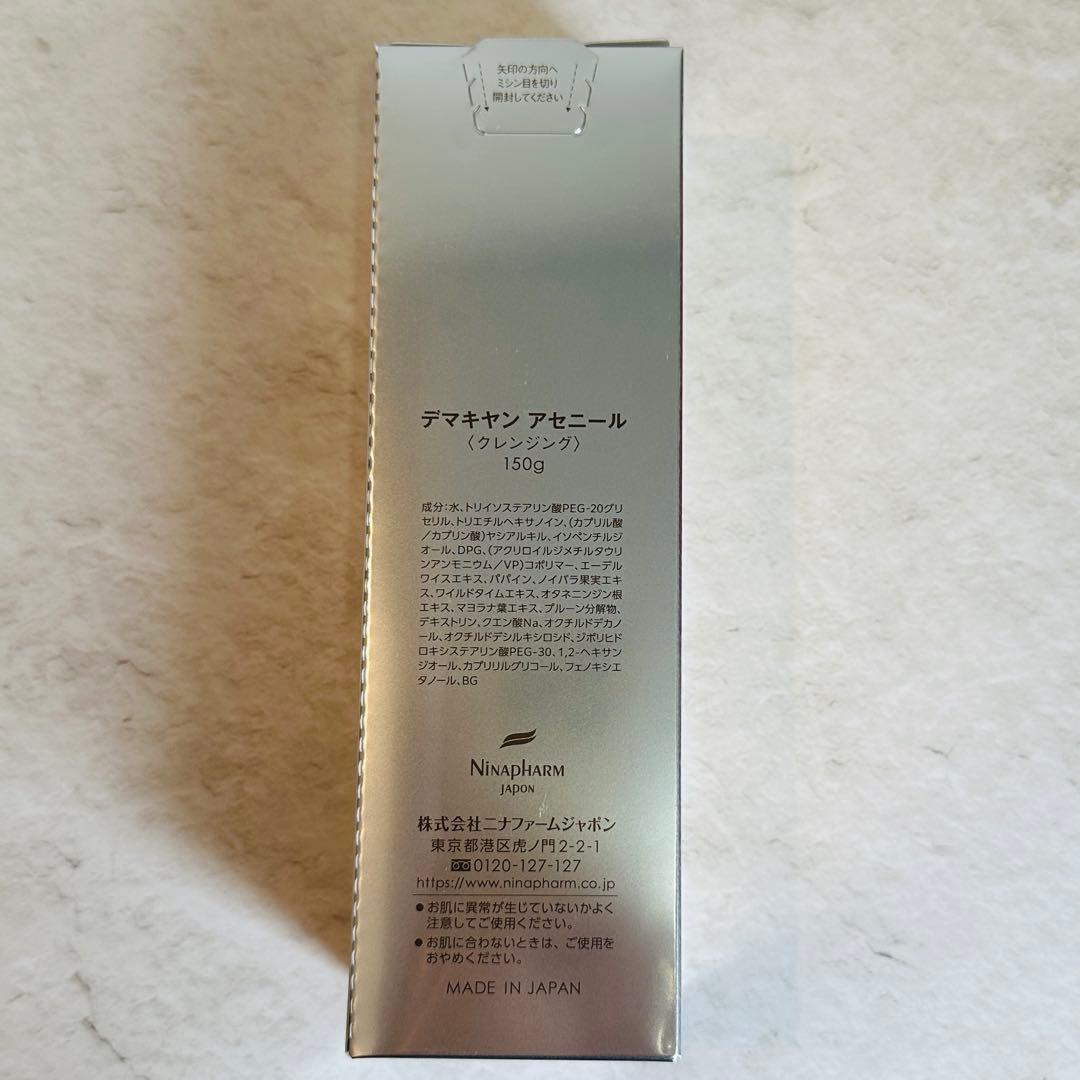 矢印の方向へ
ミシン目を切り
開封してください
デマキヤン アセニール
〈クレンジング〉
150g
成分:水、トリイソステアリン酸PEG-20グリ
セリル、トリエチルヘキサノイン、(カプリル酸
/カプリン酸)ヤシアルキル、イソペンチルジ
オール、DPG、(アクリロイルジメチルタウリ
ンアンモニウム/VP)コポリマー、エーデル
ワイスエキス、パパイン、ノイバラ果実エキ
ス、ワイルドタイムエキス、オタネニンジン根
エキス、マヨラナ葉エキス、プルーン分解物、
デキストリン、クエン酸Na、オクチルドデカノ
ール、オクチルドデシルキシロシド、ジポリヒド
ロキシステアリン酸PEG-30、1,2-ヘキサン
ジオール、カプリリルグリコール、フェノキシエ
タノール、BG
NINAPHARM
JAPON
株式会社ニナファームジャポン
東京都港区虎ノ門2-2-1
0120-127-127
https://www.ninapharm.co.jp
●お肌に異常が生じていないかよく
注意してご使用ください。
●お肌に合わないときは、ご使用を
おやめください。
MADE IN JAPAN